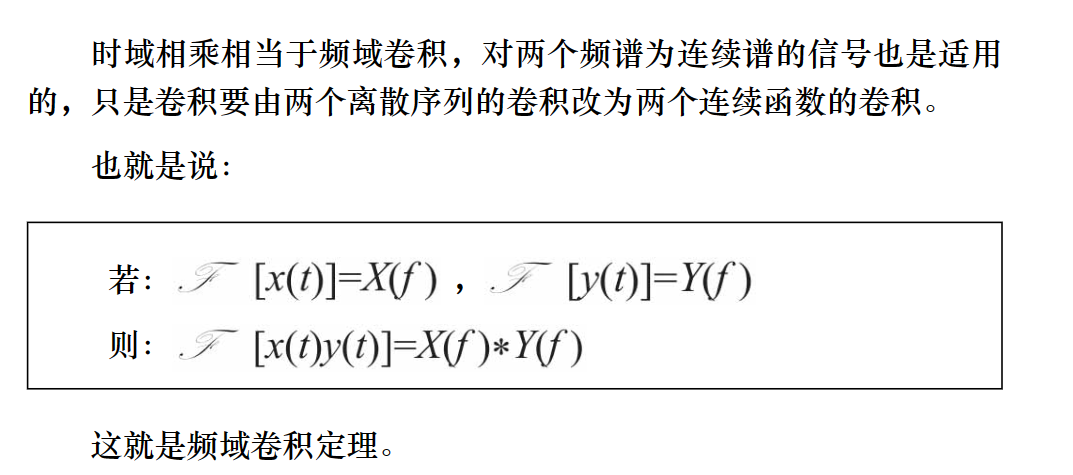 时域相乘相当于频域卷积，对两个频谱为连续谱的信号也是适用
的，只是卷积要由两个离散序列的卷积改为两个连续函数的卷积。
也就是说：
若：ℱ [x(t)]=X(f)，ℱ [y(t)]=Y(f)
则：ℱ [x(t)y(t)]=X(f)*Y(f)
这就是频域卷积定理。